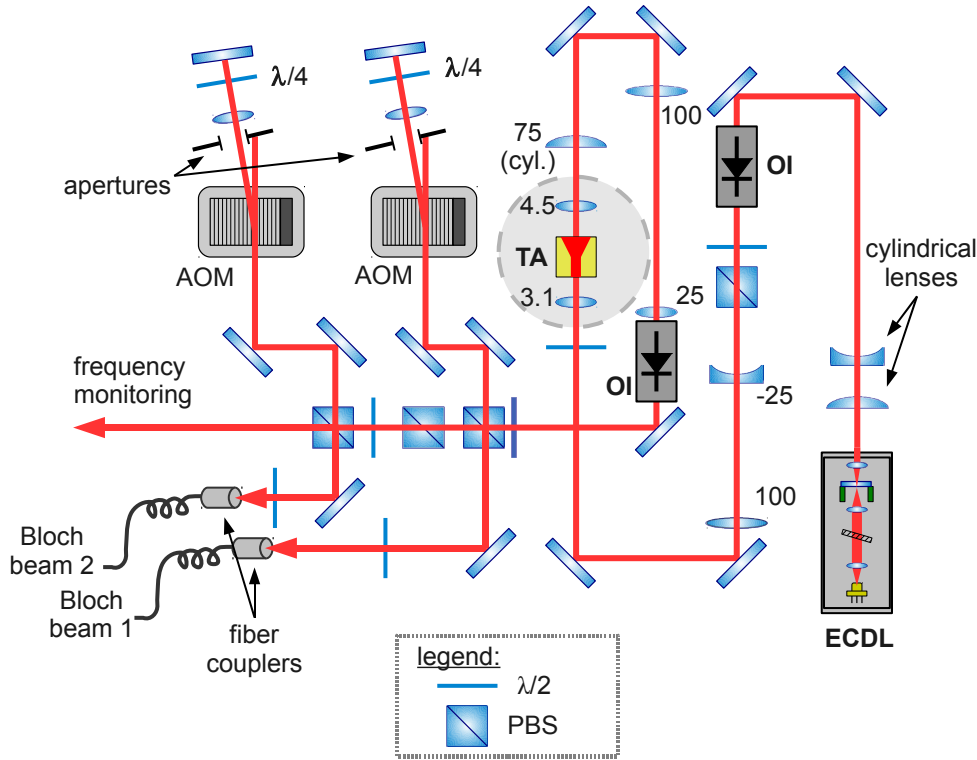 λ/4
λ/4
apertures
AOM
AOM
75
(cyl.)
100
4.5
TA
3.1
25
OI
OI
cylindrical
lenses
-25
100
frequency
monitoring
Bloch
beam 2
Bloch
beam 1
fiber
couplers
ECDL
legend:
λ/2
PBS